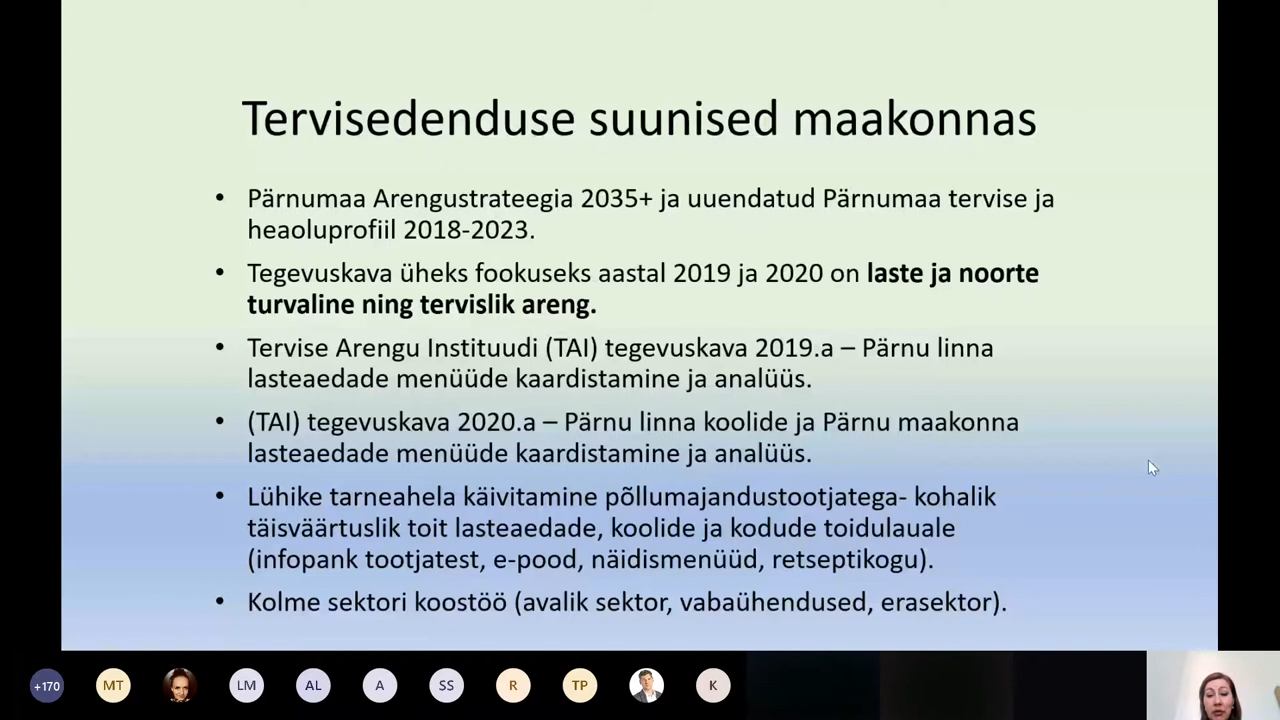 Tervisedenduse suunised maakonnas
• Pärnumaa Arengustrateegia 2035+ ja uuendatud Pärnumaa tervise ja
heaoluprofiil 2018-2023.
• Tegevuskava üheks fookuseks aastal 2019 ja 2020 on laste ja noorte
turvaline ning tervislik areng.
• Tervise Arengu Instituudi (TAI) tegevuskava 2019.a – Pärnu linna
lasteaedade menüüde kaardistamine ja analüüs.
• (TAI) tegevuskava 2020.a – Pärnu linna koolide ja Pärnu maakonna
lasteaedade menüüde kaardistamine ja analüüs.
• Lühike tarneahela käivitamine põllumajandustootjatega- kohalik
täisväärtuslik toit lasteaedade, koolide ja kodude toidulauale
(infopank tootjatest, e-pood, näidismenüüd, retseptikogu).
• Kolme sektori koostöö (avalik sektor, vabaühendused, erasektor).
+170 MT LM AL A SS R TP K